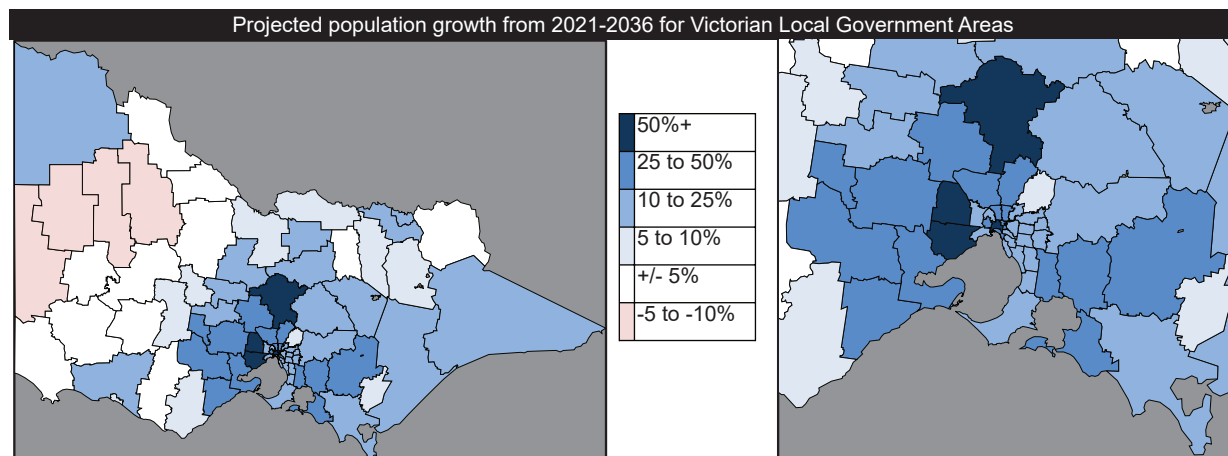 Projected population growth from 2021-2036 for Victorian Local Government Areas
50%+
25 to 50%
10 to 25%
5 to 10%
+/- 5%
-5 to -10%